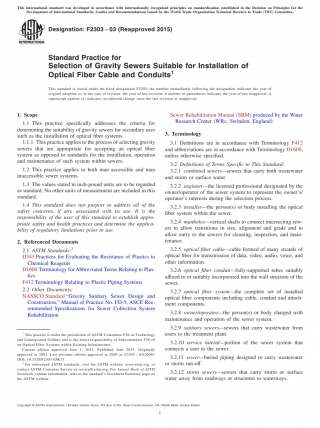 This international standard was developed in accordance with internationally recognized principles on standardization established in the Decision on Principles for the
Development of International Standards, Guides and Recommendations issued by the World Trade Organization Technical Barriers to Trade (TBT) Committee.
Designation: F2303 - 03 (Reapproved 2015)
Standard Practice for
Selection of Gravity Sewers Suitable for Installation of
Optical Fiber Cable and Conduits1
This standard is issued under the fixed designation F2303; the number immediately following the designation indicates the year of
original adoption or, in the case of revision, the year of last revision. A number in parentheses indicates the year of last reapproval. A
superscript epsilon (ε) indicates an editorial change since the last revision or reapproval.
1. Scope
1.1 This practice specifically addresses the criteria for
determining the suitability of gravity sewers for secondary uses
such as the installation of optical fiber systems.
1.1.1 This practice applies to the process of selecting gravity
sewers that are appropriate for accepting an optical fiber
system as opposed to standards for the installation, operation
and maintenance of such system within sewers.
1.2 This practice applies to both man accessible and man
inaccessible sewer systems.
1.3 The values stated in inch-pound units are to be regarded
as standard. No other units of measurement are included in this
standard.
1.4 This standard does not purport to address all of the
safety concerns, if any, associated with its use. It is the
responsibility of the user of this standard to establish appro-
priate safety and health practices and determine the applica-
bility of regulatory limitations prior to use.
2. Referenced Documents
2.1 ASTM Standards:2
D543 Practices for Evaluating the Resistance of Plastics to
Chemical Reagents
D1600 Terminology for Abbreviated Terms Relating to Plas-
tics
F412 Terminology Relating to Plastic Piping Systems
2.2 Other Documents:
NASSCO Standard "Gravity Sanitary Sewer Design and
Construction," Manual of Practice No. FD-5, ASCE Rec-
ommended Specifications for Sewer Collection System
Rehabilitation
1 This practice is under the jurisdiction of ASTM Committee F36 on Technology
and Underground Utilities and is the direct responsibility of Subcommittee F36.10
on Optical Fiber Systems within Existing Infrastructure.
Current edition approved June 1, 2015. Published June 2015. Originally
approved in 2003. Last previous edition approved in 2009 as F2303 – 03(2009).
DOI: 10.1520/F2303-03R15.
2 For referenced ASTM standards, visit the ASTM website, www.astm.org, or
contact ASTM Customer Service at service@astm.org. For Annual Book of ASTM
Standards volume information, refer to the standard's Document Summary page on
the ASTM website.
Sewer Rehabilitation Manual (SRM) produced by the Water
Research Center (WRc, Swindon, England)
3. Terminology
3.1 Definitions are in accordance with Terminology F412
and abbreviations are in accordance with Terminology D1600,
unless otherwise specified.
3.2 Definitions of Terms Specific to This Standard:
3.2.1 combined sewers—sewers that carry both wastewater
and storm or surface water.
3.2.2 engineer—the licensed professional designated by the
owner/operator of the sewer system to represent the owner's/
operator's interests during the selection process.
3.2.3 installer—the person(s) or body installing the optical
fiber system within the sewer.
3.2.4 manholes—vertical shafts to connect intersecting sew-
ers to allow transitions in size, alignment and grade and to
allow entry to the sewers for cleaning, inspection, and main-
tenance.
3.2.5 optical fiber cable—cable formed of many strands of
optical fiber for transmission of data, video, audio, voice, and
other information.
3.2.6 optical fiber conduit—fully-supported tubes suitably
affixed to or suitably incorporated into the wall structure of the
sewer.
3.2.7 optical fiber system—the complete set of installed
optical fiber components including cable, conduit and attach-
ment components.
3.2.8 owner/operator—the person(s) or body charged with
maintenance and operation of the sewer system.
3.2.9 sanitary sewers—sewers that carry wastewater from
users to the treatment plant.
3.2.10 service lateral—portion of the sewer system that
connects a user to the sewer.
3.2.11 sewer—buried piping designed to carry wastewater
or storm run off.
3.2.12 storm sewers—sewers that carry storm or surface
water away from roadways or structures to waterways.
Copyright © ASTM International, 100 Barr Harbor Drive, PO Box C700, West Conshohocken, PA 19428-2959. United States
1